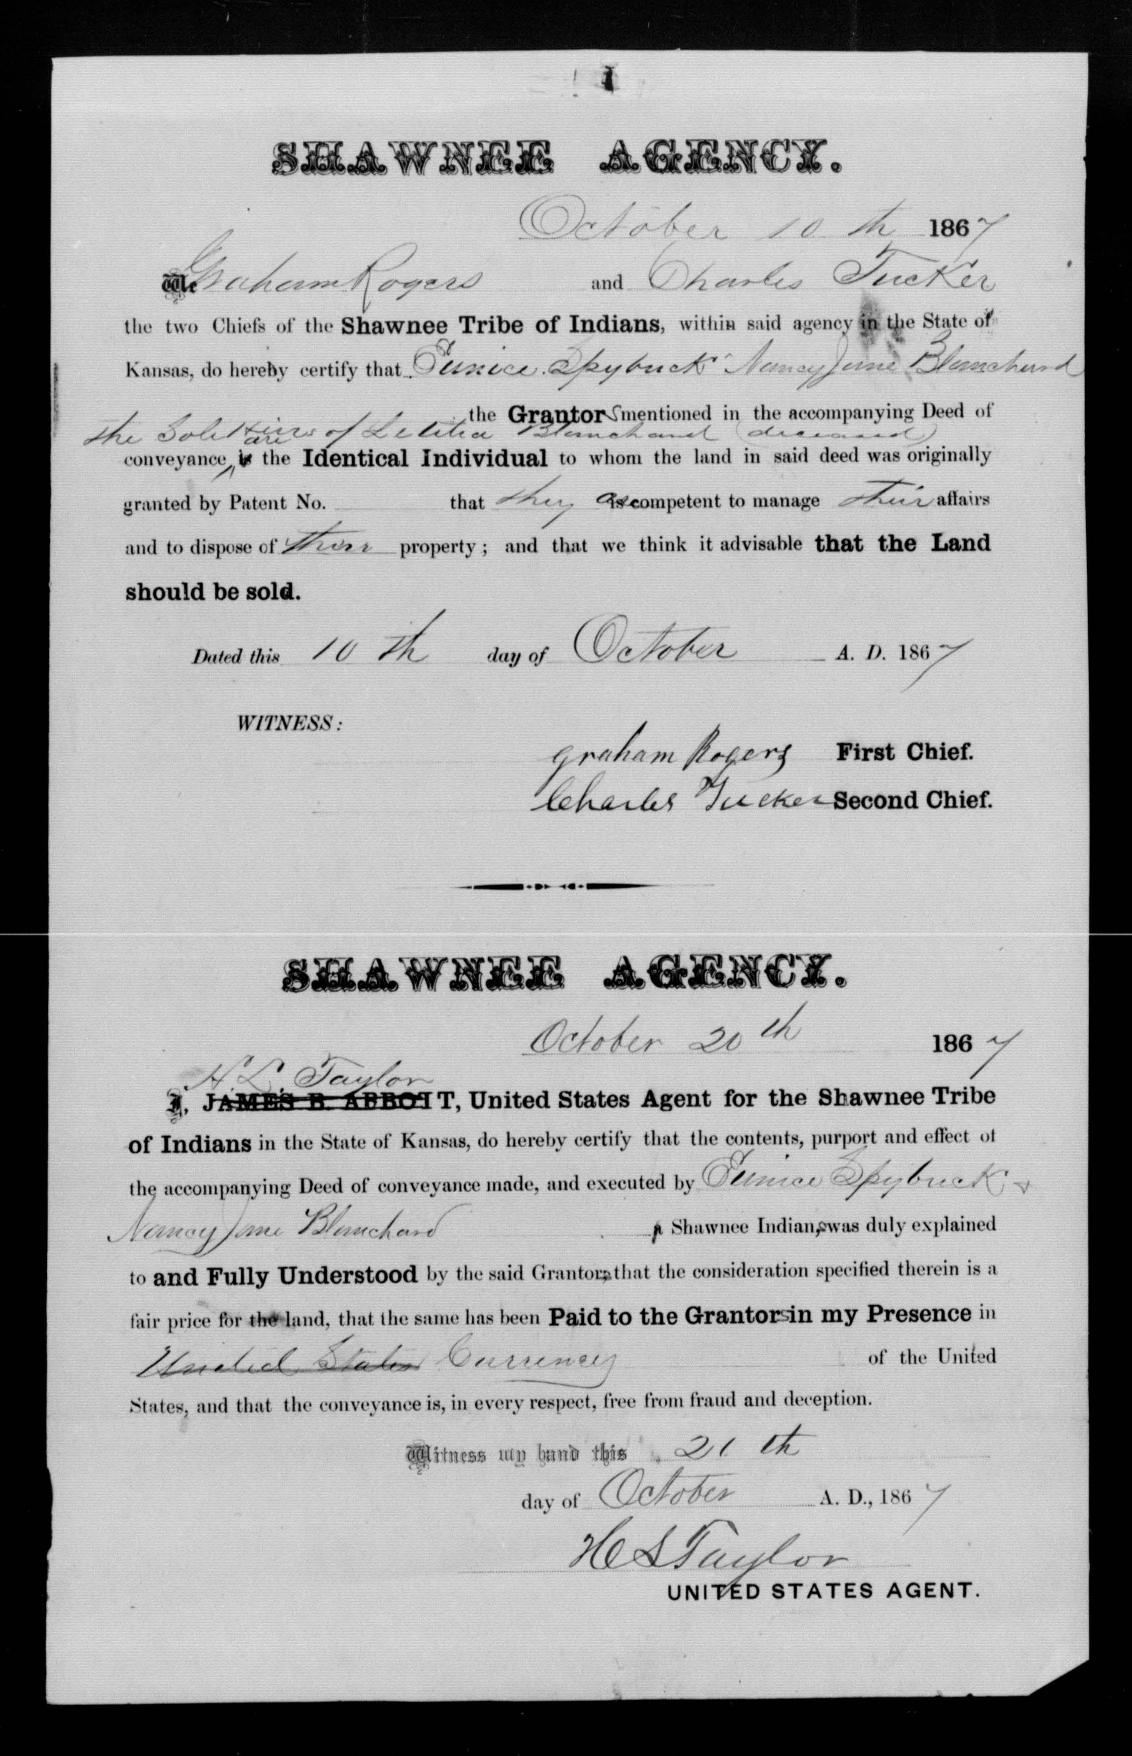 SHAWNEE AGENCY.
October 10 th 1867
We Graham Rogers and Charles Tucker
the two Chiefs of the Shawnee Tribe of Indians, within said agency in the State of
Kansas, do hereby certify that Eunice Spybuck Nancy Jane Blanchard
the Grantors mentioned in the accompanying Deed of
the Sole Heirs of Letitia Blanchard (deceased)
are
conveyance, is the Identical Individual to whom the land in said deed was originally
granted by Patent No. that they are competent to manage their affairs
and to dispose of their property; and that we think it advisable that the Land
should be sold.
Dated this 10 th day of October A. D. 1867
WITNESS:
Graham Rogers First Chief.
Charles Tucker Second Chief.
SHAWNEE AGENCY.
October 20 th 1867
H. L. Taylor
I, JAMES B. ABBOTT, United States Agent for the Shawnee Tribe
of Indians in the State of Kansas, do hereby certify that the contents, purport and effect of
the accompanying Deed of conveyance made, and executed by Eunice Spybuck &
Nancy Jane Blanchard a Shawnee Indians, was duly explained
to and Fully Understood by the said Grantors, that the consideration specified therein is a
fair price for the land, that the same has been Paid to the Grantors in my Presence in
United States Currency of the United
States, and that the conveyance is, in every respect, free from fraud and deception.
Witness my hand this 21 th
day of October A. D., 1867
H L Taylor
UNITED STATES AGENT.